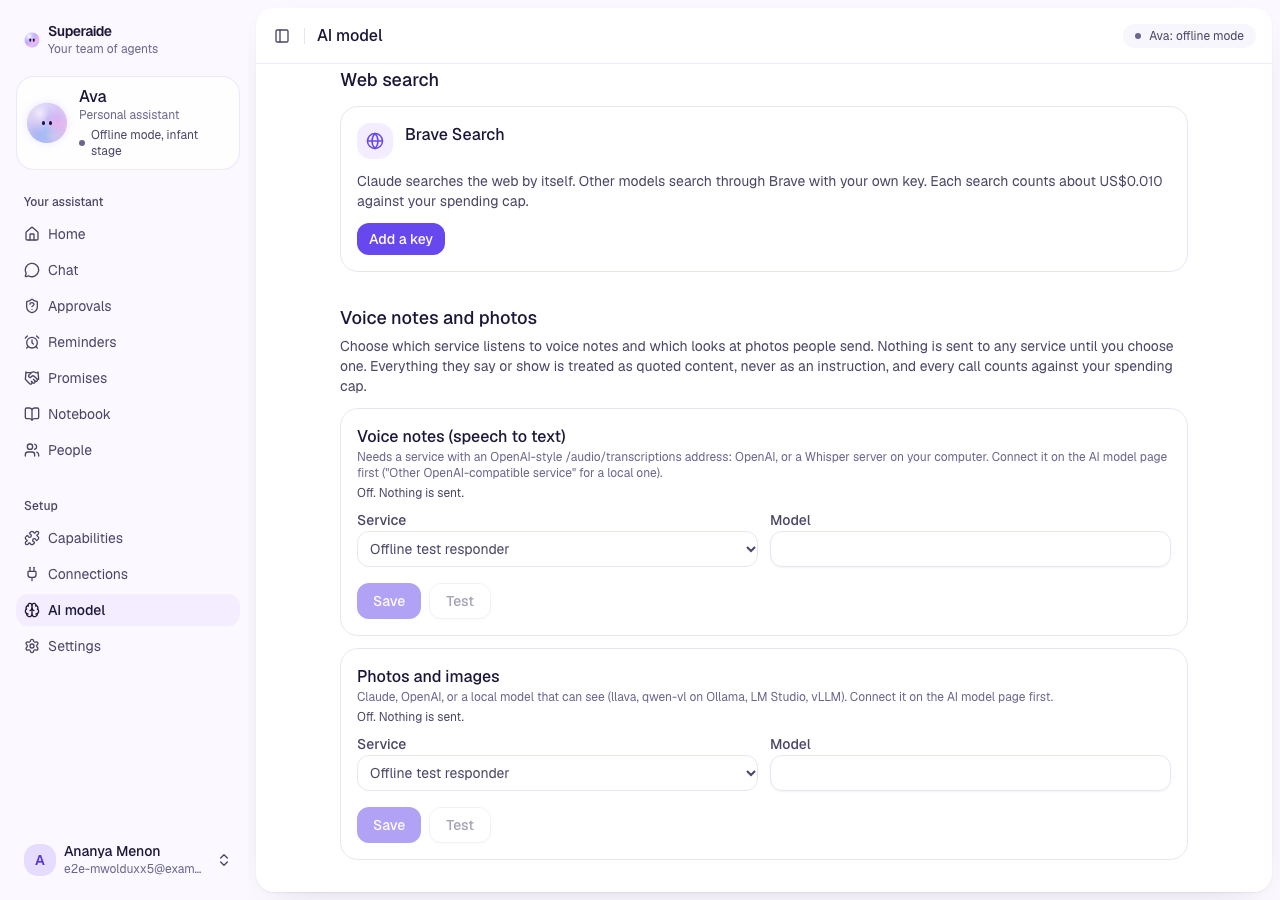 Superaide
Your team of agents
Ava
Personal assistant
Offline mode, infant
stage
Your assistant
Home
Chat
Approvals
Reminders
Promises
Notebook
People
Setup
Capabilities
Connections
AI model
Settings
A
Ananya Menon
e2e-mwolduxx5@exam...
AI model
Ava: offline mode
Web search
Brave Search
Claude searches the web by itself. Other models search through Brave with your own key. Each search counts about US$0.010
against your spending cap.
Add a key
Voice notes and photos
Choose which service listens to voice notes and which looks at photos people send. Nothing is sent to any service until you choose
one. Everything they say or show is treated as quoted content, never as an instruction, and every call counts against your spending
cap.
Voice notes (speech to text)
Needs a service with an OpenAI-style /audio/transcriptions address: OpenAI, or a Whisper server on your computer. Connect it on the AI model page
first ("Other OpenAI-compatible service" for a local one).
Off. Nothing is sent.
Service
Model
Offline test responder
Save
Test
Photos and images
Claude, OpenAI, or a local model that can see (llava, qwen-vl on Ollama, LM Studio, vLLM). Connect it on the AI model page first.
Off. Nothing is sent.
Service
Model
Offline test responder
Save
Test